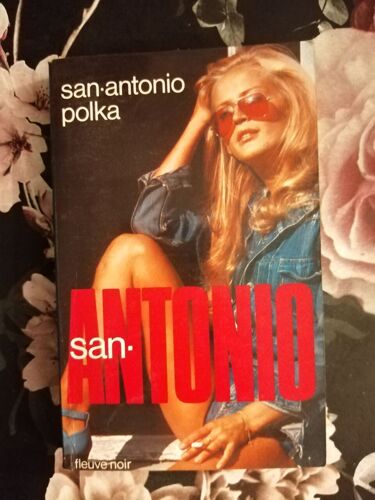 san·antonio
polka
san·
ANTONIO
fleuve noir